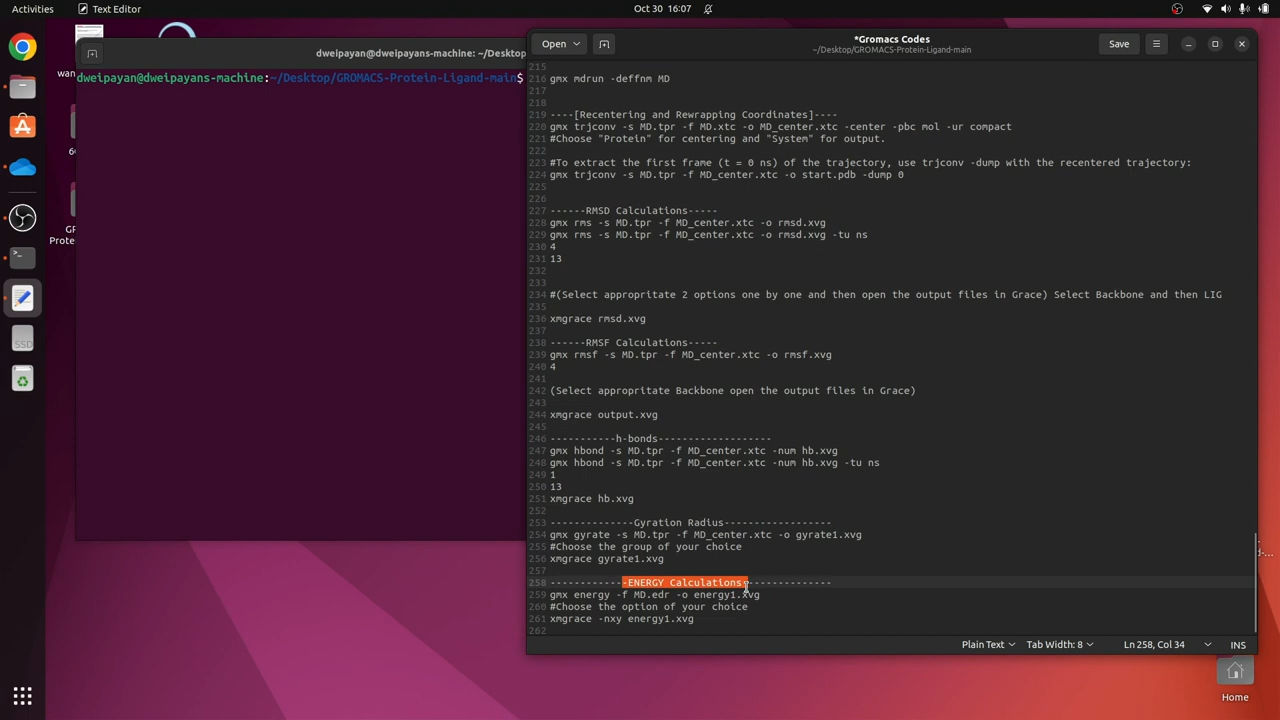 Activities
Text Editor
Oct 30 16:07
dweipayan@dweipayans-machine: ~/Desktop
dweipayan@dweipayans-machine:~/Desktop/GROMACS-Protein-Ligand-main$
SSD
Open
*Gromacs Codes
~/Desktop/GROMACS-Protein-Ligand-main
Save
215
216 gmx mdrun -deffnm MD
217
218
219 ----[Recentering and Rewrapping Coordinates]----
220 gmx trjconv -s MD.tpr -f MD.xtc -o MD_center.xtc -center -pbc mol -ur compact
221 #Choose "Protein" for centering and "System" for output.
222
223 #To extract the first frame (t = 0 ns) of the trajectory, use trjconv -dump with the recentered trajectory:
224 gmx trjconv -s MD.tpr -f MD_center.xtc -o start.pdb -dump 0
225
226
227 ------RMSD Calculations-----
228 gmx rms -s MD.tpr -f MD_center.xtc -o rmsd.xvg
229 gmx rms -s MD.tpr -f MD_center.xtc -o rmsd.xvg -tu ns
230 4
231 13
232
233
234 #(Select appropritate 2 options one by one and then open the output files in Grace) Select Backbone and then LIG
235
236 xmgrace rmsd.xvg
237
238 ------RMSF Calculations-----
239 gmx rmsf -s MD.tpr -f MD_center.xtc -o rmsf.xvg
240 4
241
242 (Select appropritate Backbone open the output files in Grace)
243
244 xmgrace output.xvg
245
246 -----------h-bonds-------------------
247 gmx hbond -s MD.tpr -f MD_center.xtc -num hb.xvg
248 gmx hbond -s MD.tpr -f MD_center.xtc -num hb.xvg -tu ns
249 1
250 13
251 xmgrace hb.xvg
252
253 --------------Gyration Radius------------------
254 gmx gyrate -s MD.tpr -f MD_center.xtc -o gyrate1.xvg
255 #Choose the group of your choice
256 xmgrace gyrate1.xvg
257
258 -------------ENERGY Calculations---------------
259 gmx energy -f MD.edr -o energy1.xvg
260 #Choose the option of your choice
261 xmgrace -nxy energy1.xvg
262
Plain Text
Tab Width: 8
Ln 258, Col 34
INS
Home